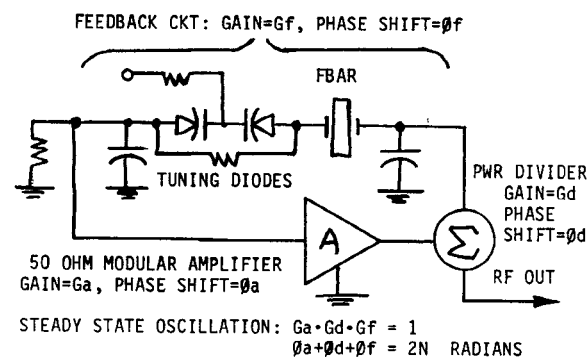 FEEDBACK CKT: GAIN=Gf, PHASE SHIFT=Øf
FBAR
TUNING DIODES
PWR DIVIDER
GAIN=Gd
PHASE
SHIFT=Ød
A
Σ
50 OHM MODULAR AMPLIFIER
GAIN=Ga, PHASE SHIFT=Øa
RF OUT
STEADY STATE OSCILLATION: Ga·Gd·Gf = 1
Øa+Ød+Øf = 2N RADIANS